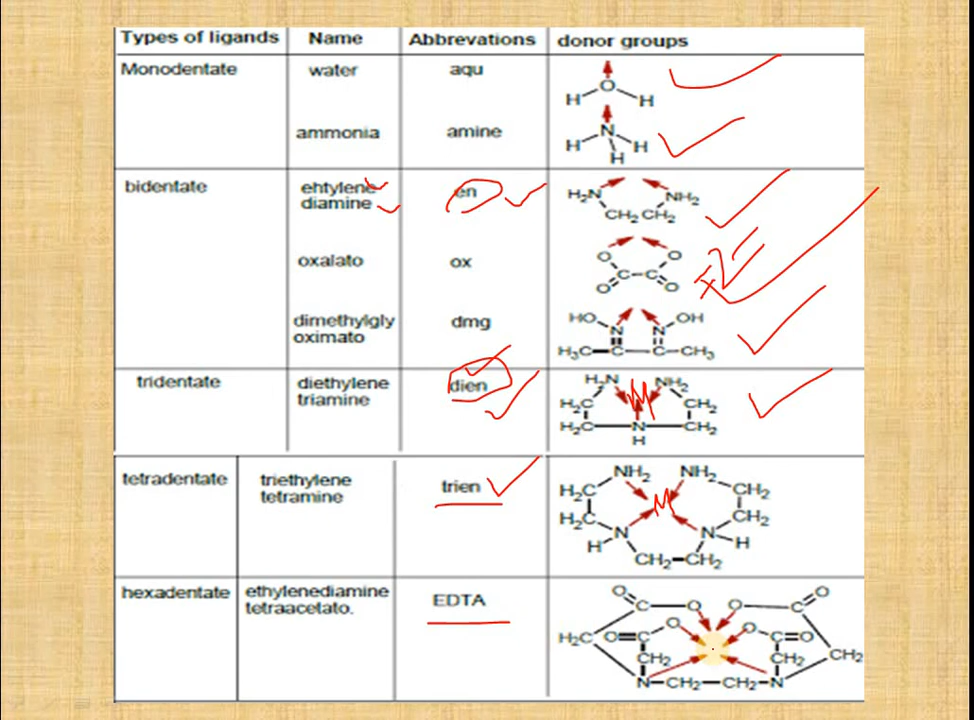 Types of ligands Name Abbrevations donor groups
Monodentate water aqu
O
H H
ammonia amine
N
H H
H
bidentate ehtylene en
diamine
H₂N NH₂
CH₂CH₂
oxalato ox
O O
C C
O O
dimethylgly dmg
oximato
HO OH
N N
H₃C C C CH₃
tridentate diethylene dien
triamine
H₂N NH₂
M
H₂C CH₂
H₂C N CH₂
H
tetradentate triethylene trien
tetramine
NH₂ NH₂
H₂C CH₂
M
H₂C CH₂
N N
H H
CH₂ CH₂
hexadentate ethylenediamine EDTA
tetraacetato.
O O
C O O C
O O
H₂C O C C O
CH₂ CH₂ CH₂
N CH₂ CH₂ N